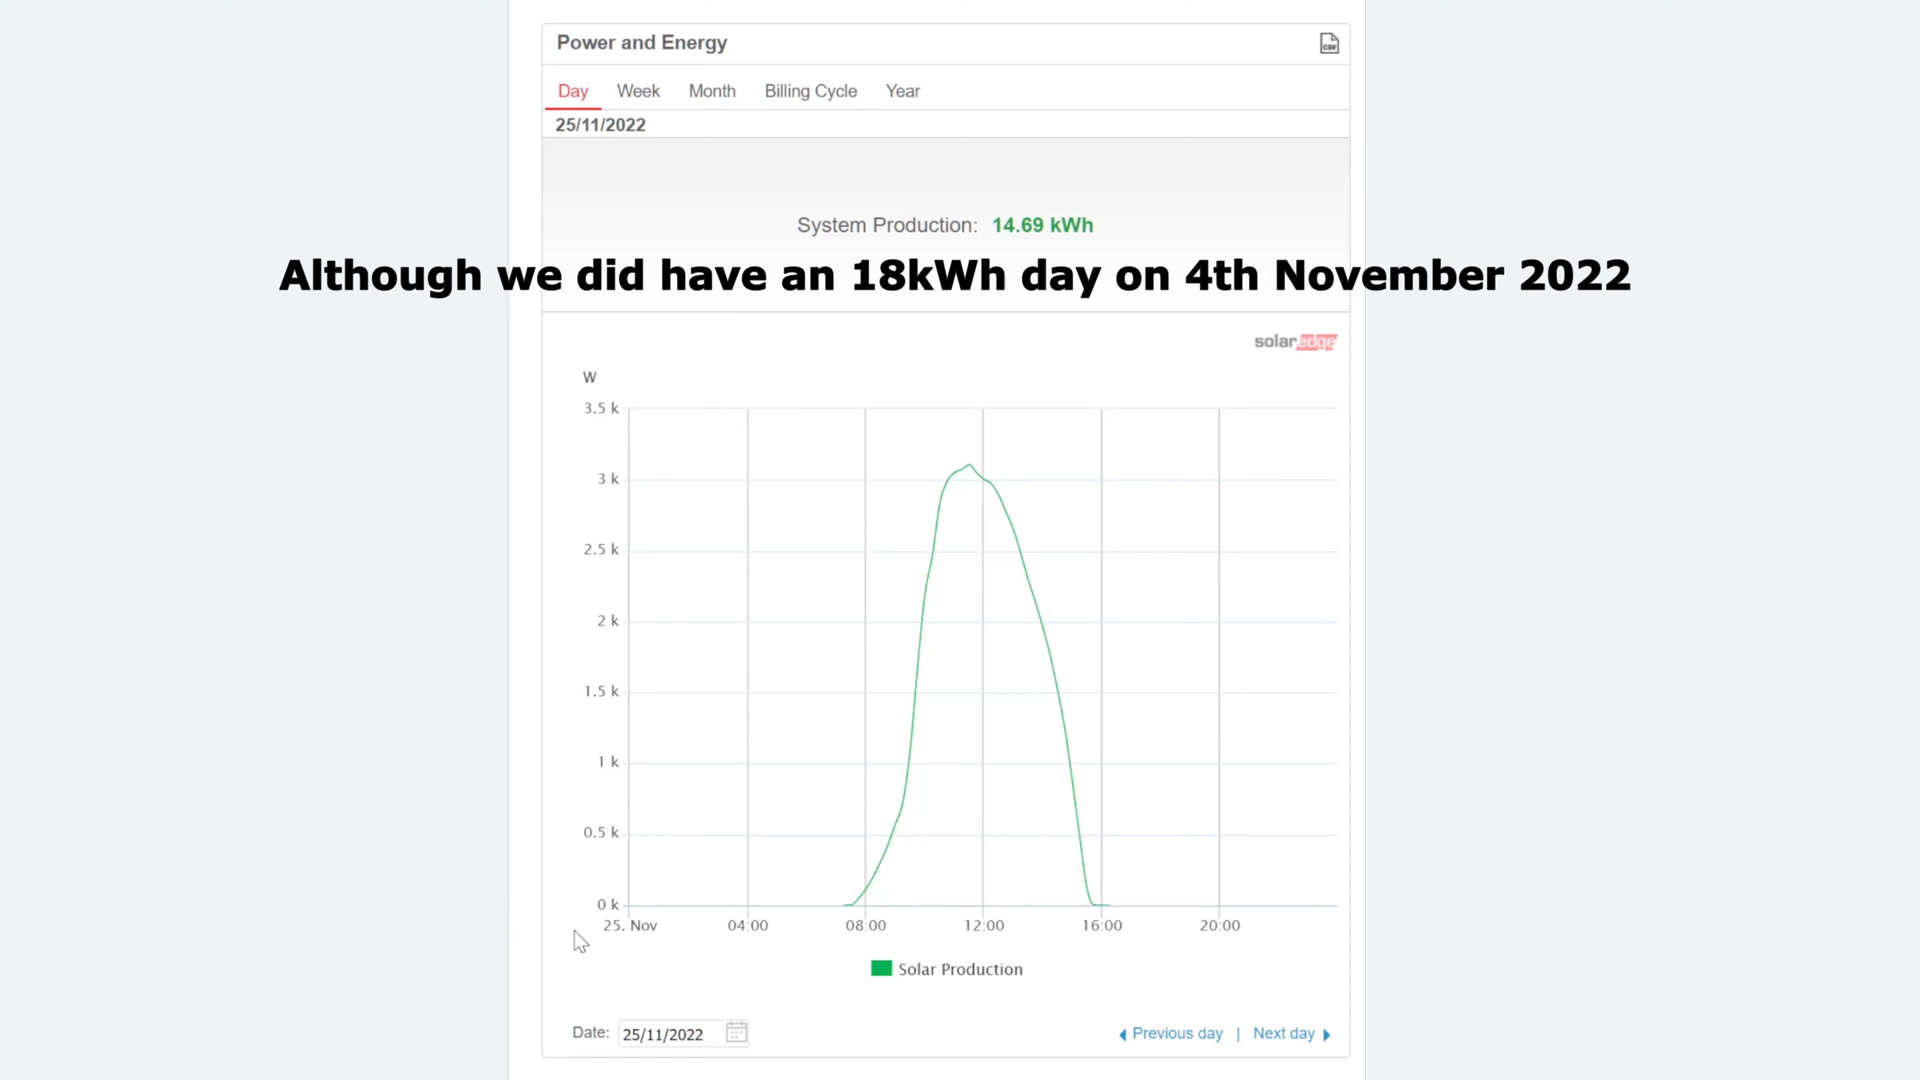 Power and Energy
CSV
Day Week Month Billing Cycle Year
25/11/2022
System Production: 14.69 kWh
Although we did have an 18kWh day on 4th November 2022
solaredge
W
3.5 k
3 k
2.5 k
2 k
1.5 k
1 k
0.5 k
0 k
25. Nov 04:00 08:00 12:00 16:00 20:00
Solar Production
Date: 25/11/2022 Previous day | Next day